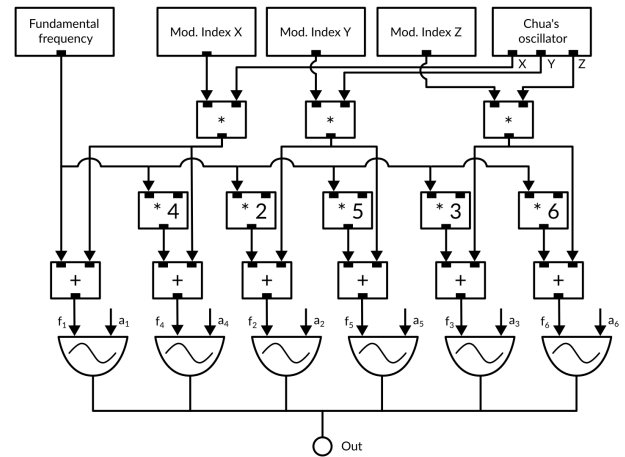 Fundamental
frequency
Mod. Index X
Mod. Index Y
Mod. Index Z
Chua's
oscillator
X Y Z
* * *
* 4 * 2 * 5 * 3 * 6
+ + + + + +
f1 a1 f4 a4 f2 a2 f5 a5 f3 a3 f6 a6
Out